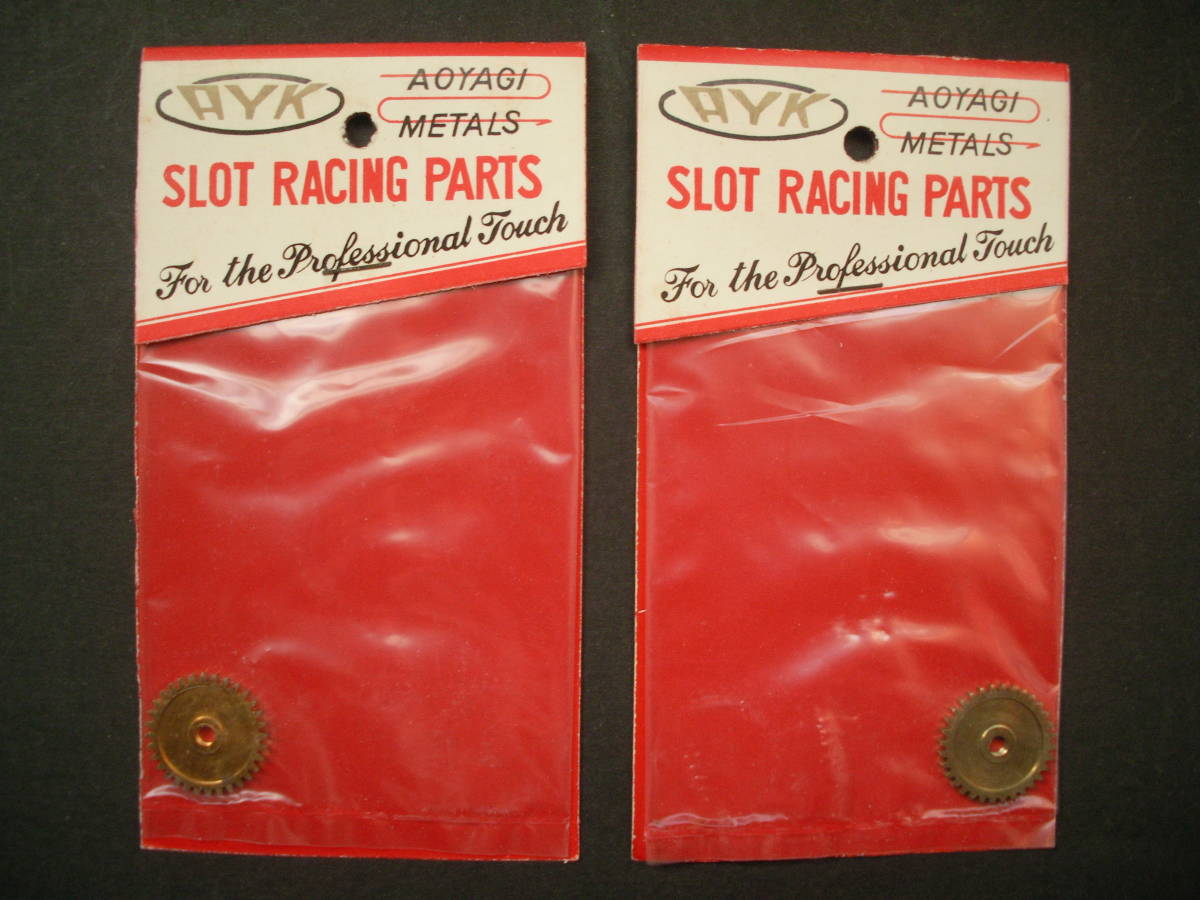 AYK
AOYAGI
METALS
SLOT RACING PARTS
For the Professional Touch
AYK
AOYAGI
METALS
SLOT RACING PARTS
For the Professional Touch